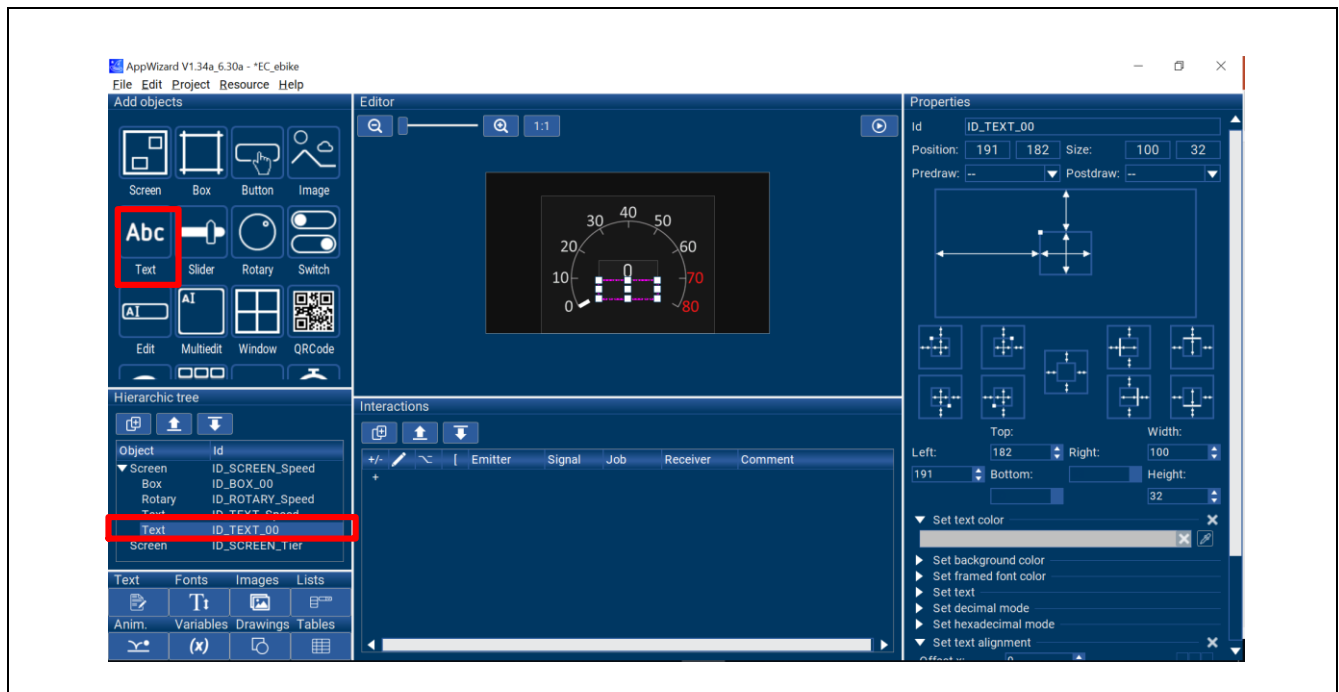 AppWizard V1.34a_6.30a - *EC_ebike
File Edit Project Resource Help
Add objects
Screen Box Button Image
Abc
Text Slider Rotary Switch
AI AI
Edit Multiedit Window QRCode
Hierarchic tree
Object Id
Screen ID_SCREEN_Speed
Box ID_BOX_00
Rotary ID_ROTARY_Speed
Text ID_TEXT_Speed
Text ID_TEXT_00
Screen ID_SCREEN_Tier
Text Fonts Images Lists
Anim. Variables Drawings Tables
(x)
Editor
1:1
0 10 20 30 40 50 60 70 80
0
Interactions
+/- [ Emitter Signal Job Receiver Comment
+
Properties
Id ID_TEXT_00
Position: 191 182 Size: 100 32
Predraw: -- Postdraw: --
Top: Width:
Left: 182 Right: 100
191 Bottom: Height:
32
Set text color
Set background color
Set framed font color
Set text
Set decimal mode
Set hexadecimal mode
Set text alignment